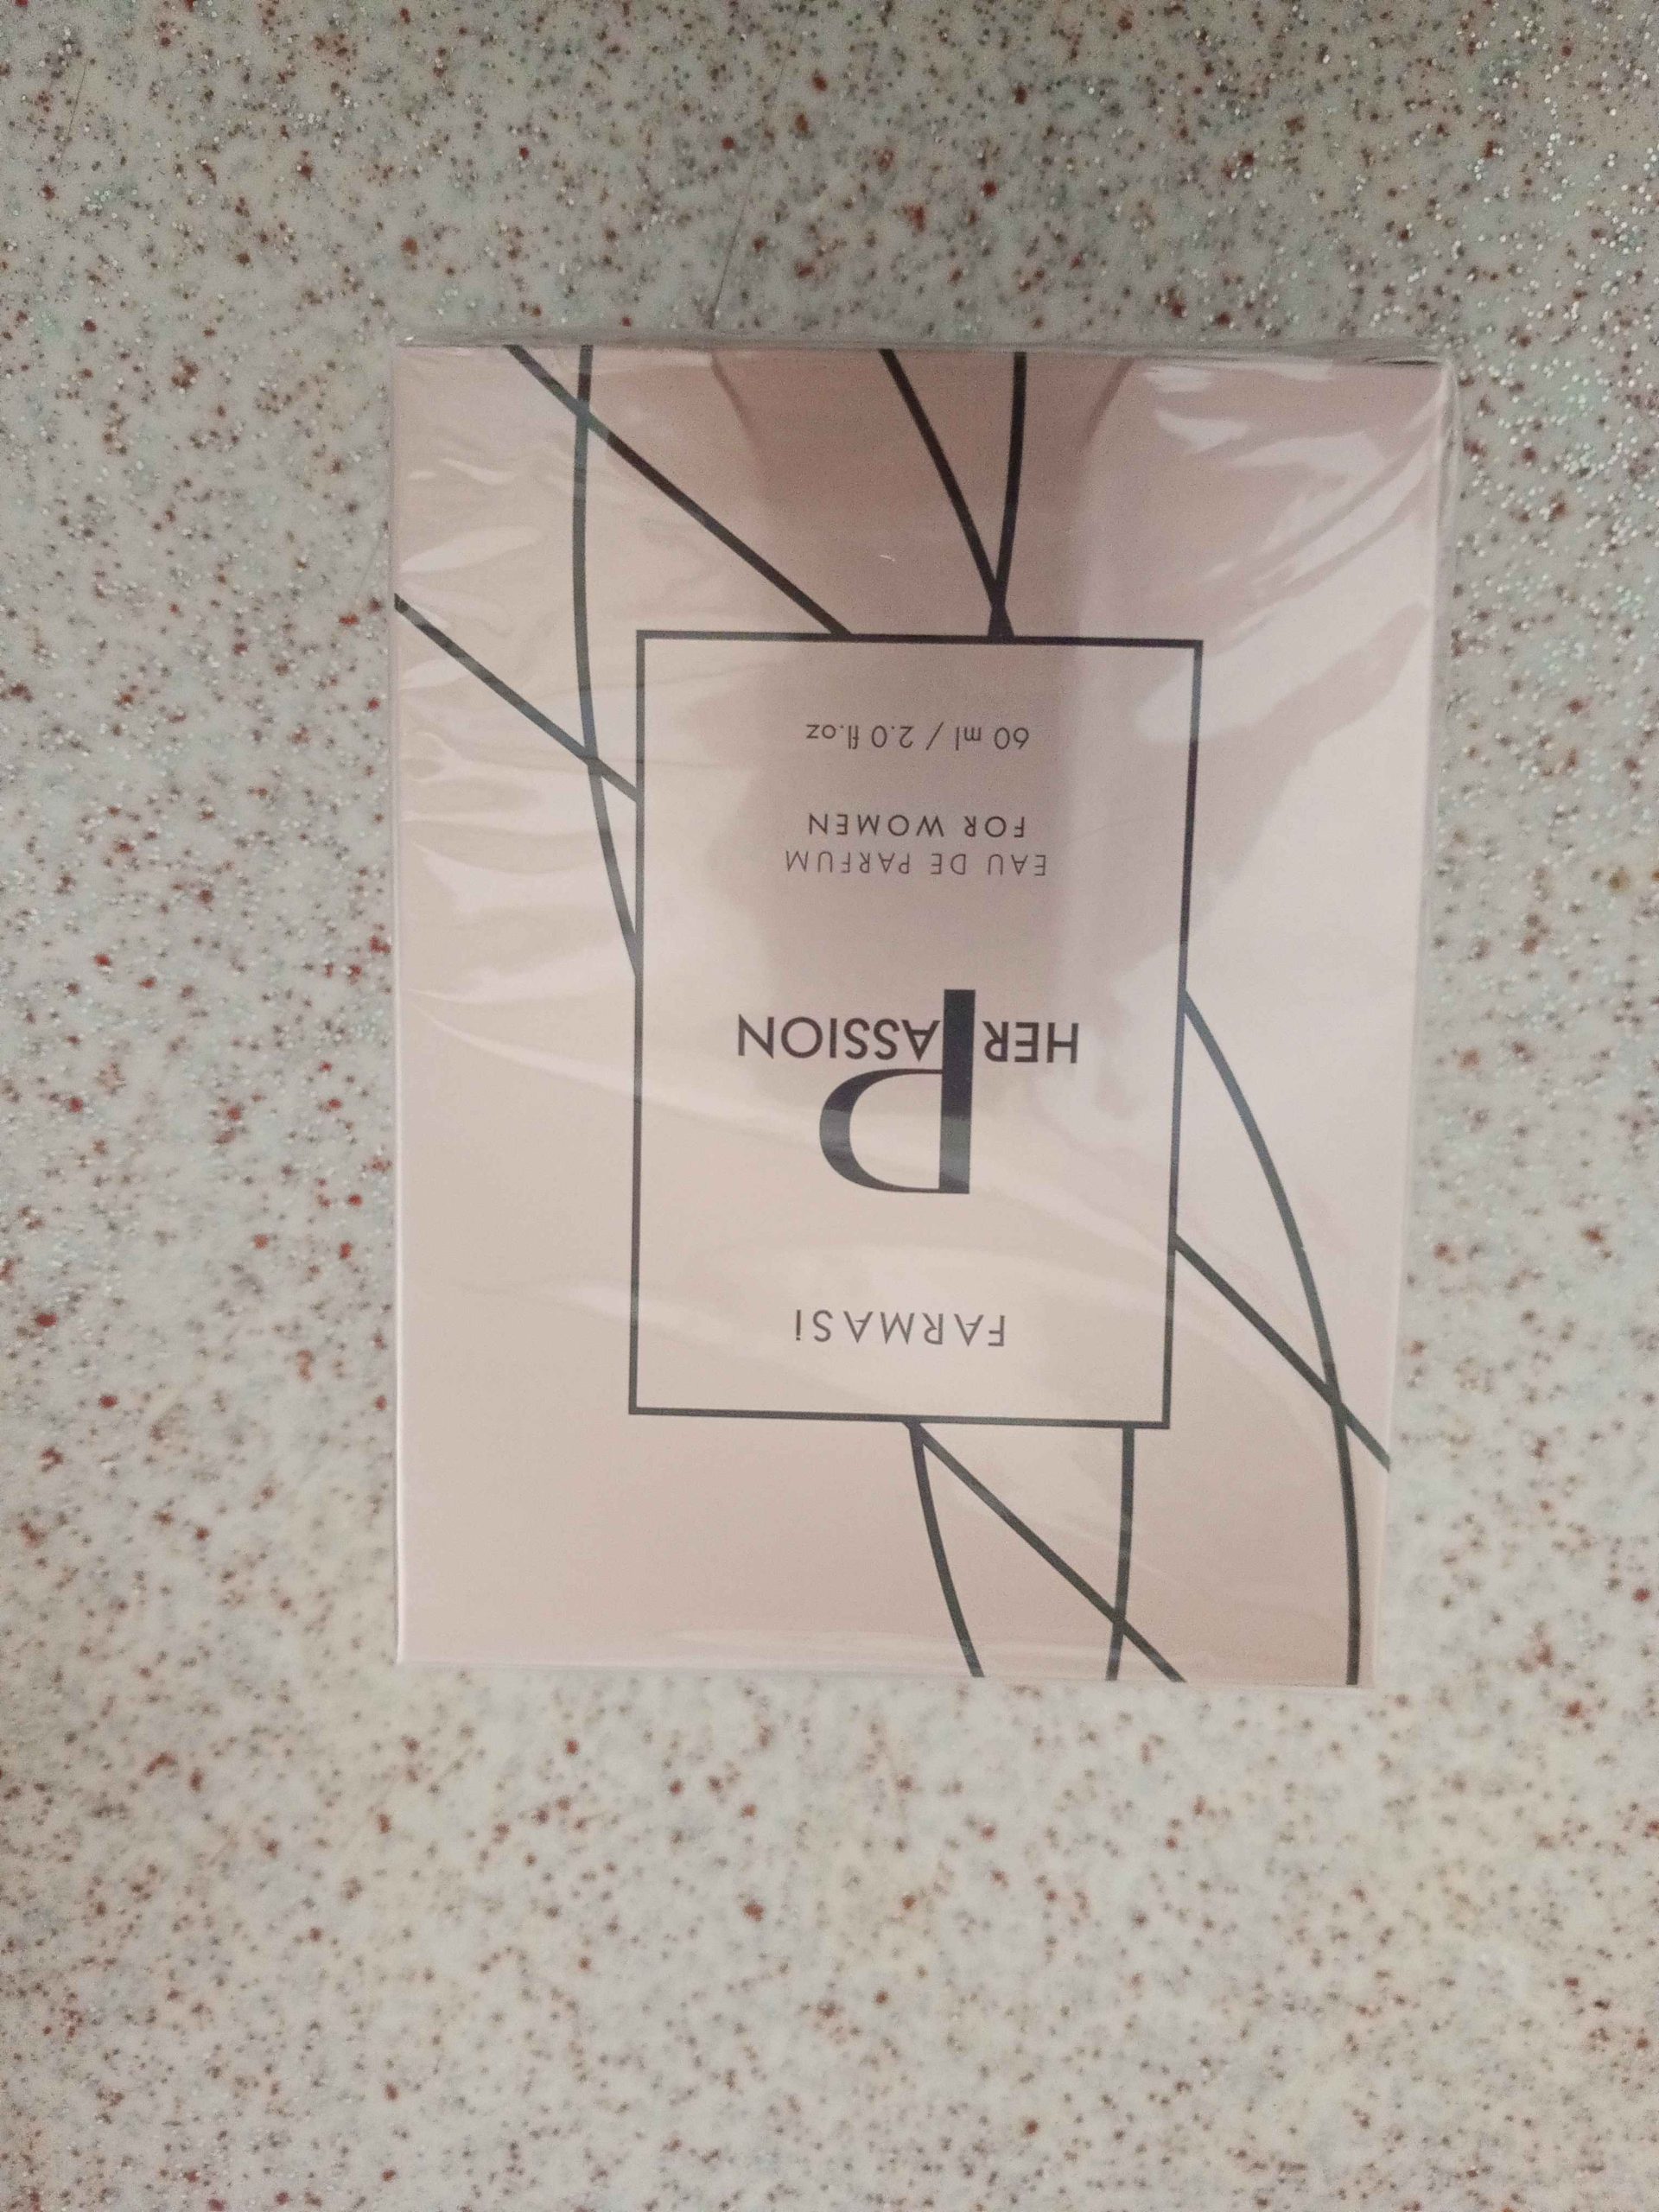 FARMASi
HER PASSION
EAU DE PARFUM
FOR WOMEN
60 ml / 2.0 fl.oz